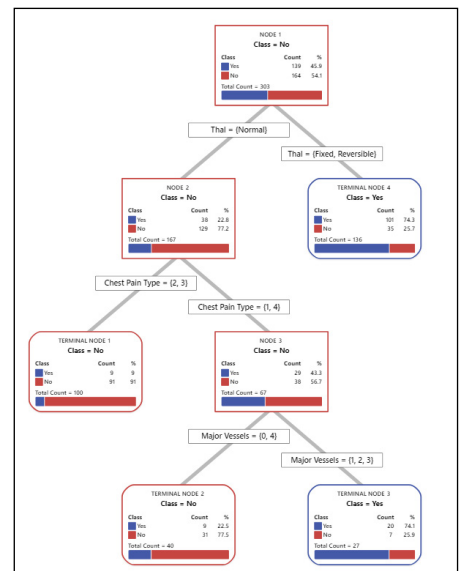 NODE 1
Class = No
Class Count %
Yes 139 45.9
No 164 54.1
Total Count = 303
Thal = {Normal}
Thal = {Fixed, Reversible}
NODE 2
Class = No
Class Count %
Yes 38 22.8
No 129 77.2
Total Count = 167
TERMINAL NODE 4
Class = Yes
Class Count %
Yes 101 74.3
No 35 25.7
Total Count = 136
Chest Pain Type = {2, 3}
Chest Pain Type = {1, 4}
TERMINAL NODE 1
Class = No
Class Count %
Yes 9 9
No 91 91
Total Count = 100
NODE 3
Class = No
Class Count %
Yes 29 43.3
No 38 56.7
Total Count = 67
Major Vessels = {0, 4}
Major Vessels = {1, 2, 3}
TERMINAL NODE 2
Class = No
Class Count %
Yes 9 22.5
No 31 77.5
Total Count = 40
TERMINAL NODE 3
Class = Yes
Class Count %
Yes 20 74.1
No 7 25.9
Total Count = 27